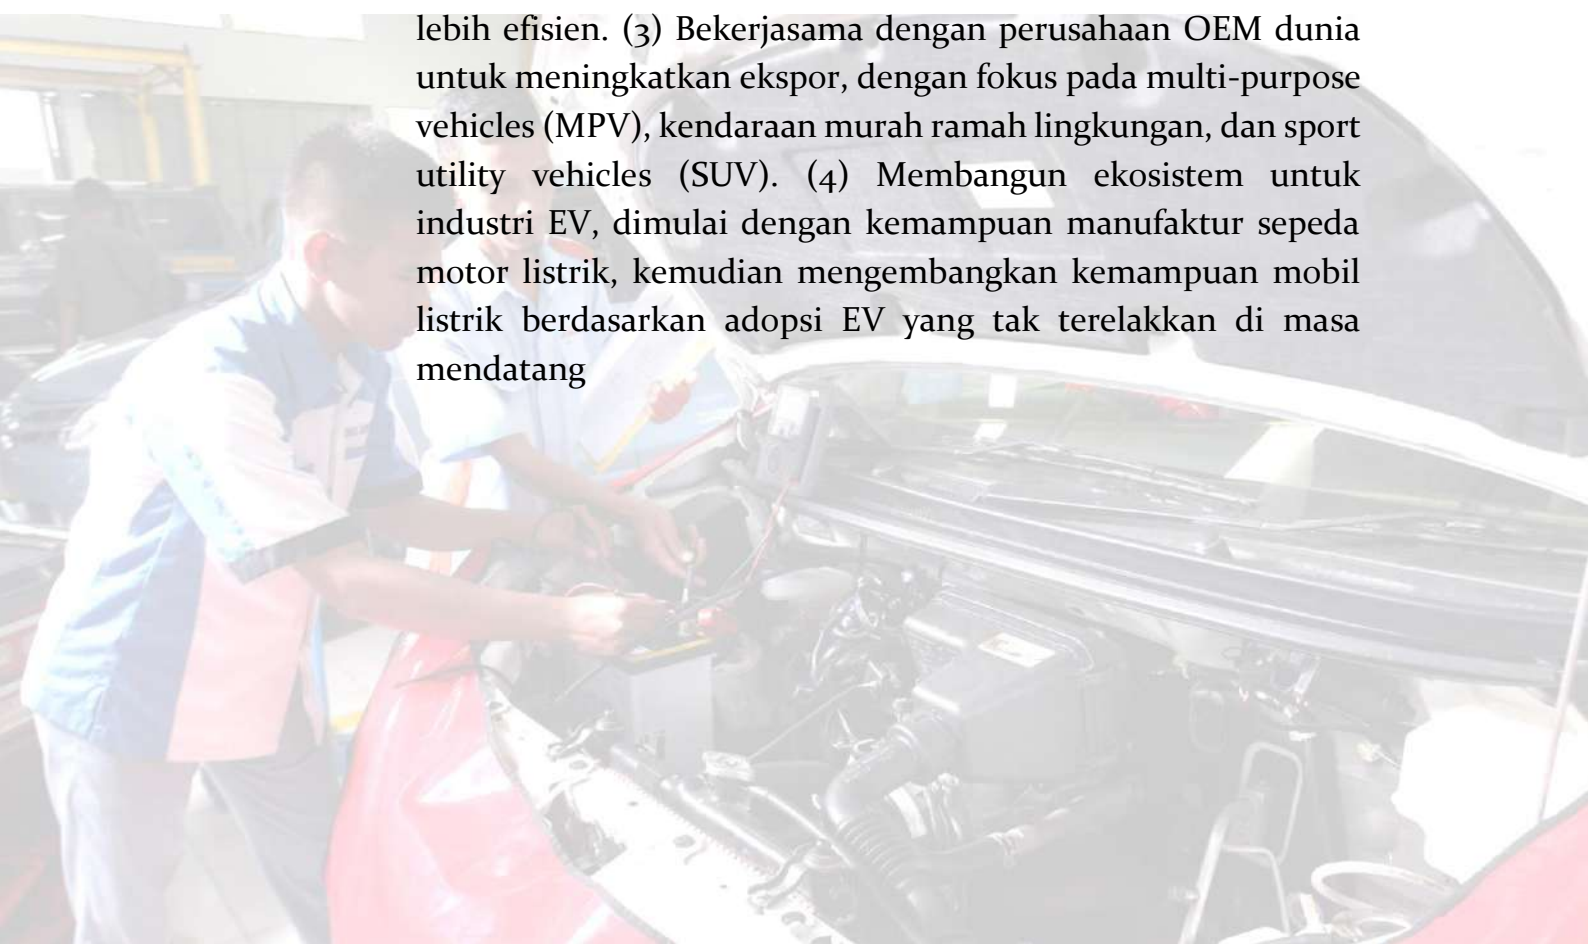 lebih efisien. (3) Bekerjasama dengan perusahaan OEM dunia
untuk meningkatkan ekspor, dengan fokus pada multi-purpose
vehicles (MPV), kendaraan murah ramah lingkungan, dan sport
utility vehicles (SUV). (4) Membangun ekosistem untuk
industri EV, dimulai dengan kemampuan manufaktur sepeda
motor listrik, kemudian mengembangkan kemampuan mobil
listrik berdasarkan adopsi EV yang tak terelakkan di masa
mendatang